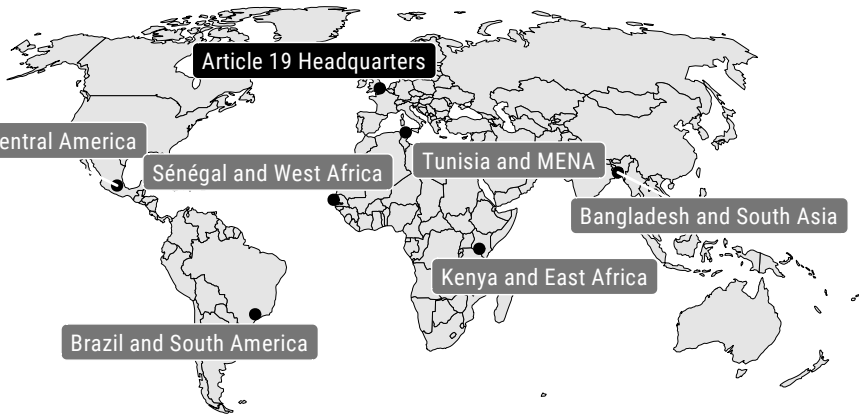 Article 19 Headquarters
entral America
Sénégal and West Africa
Tunisia and MENA
Bangladesh and South Asia
Kenya and East Africa
Brazil and South America